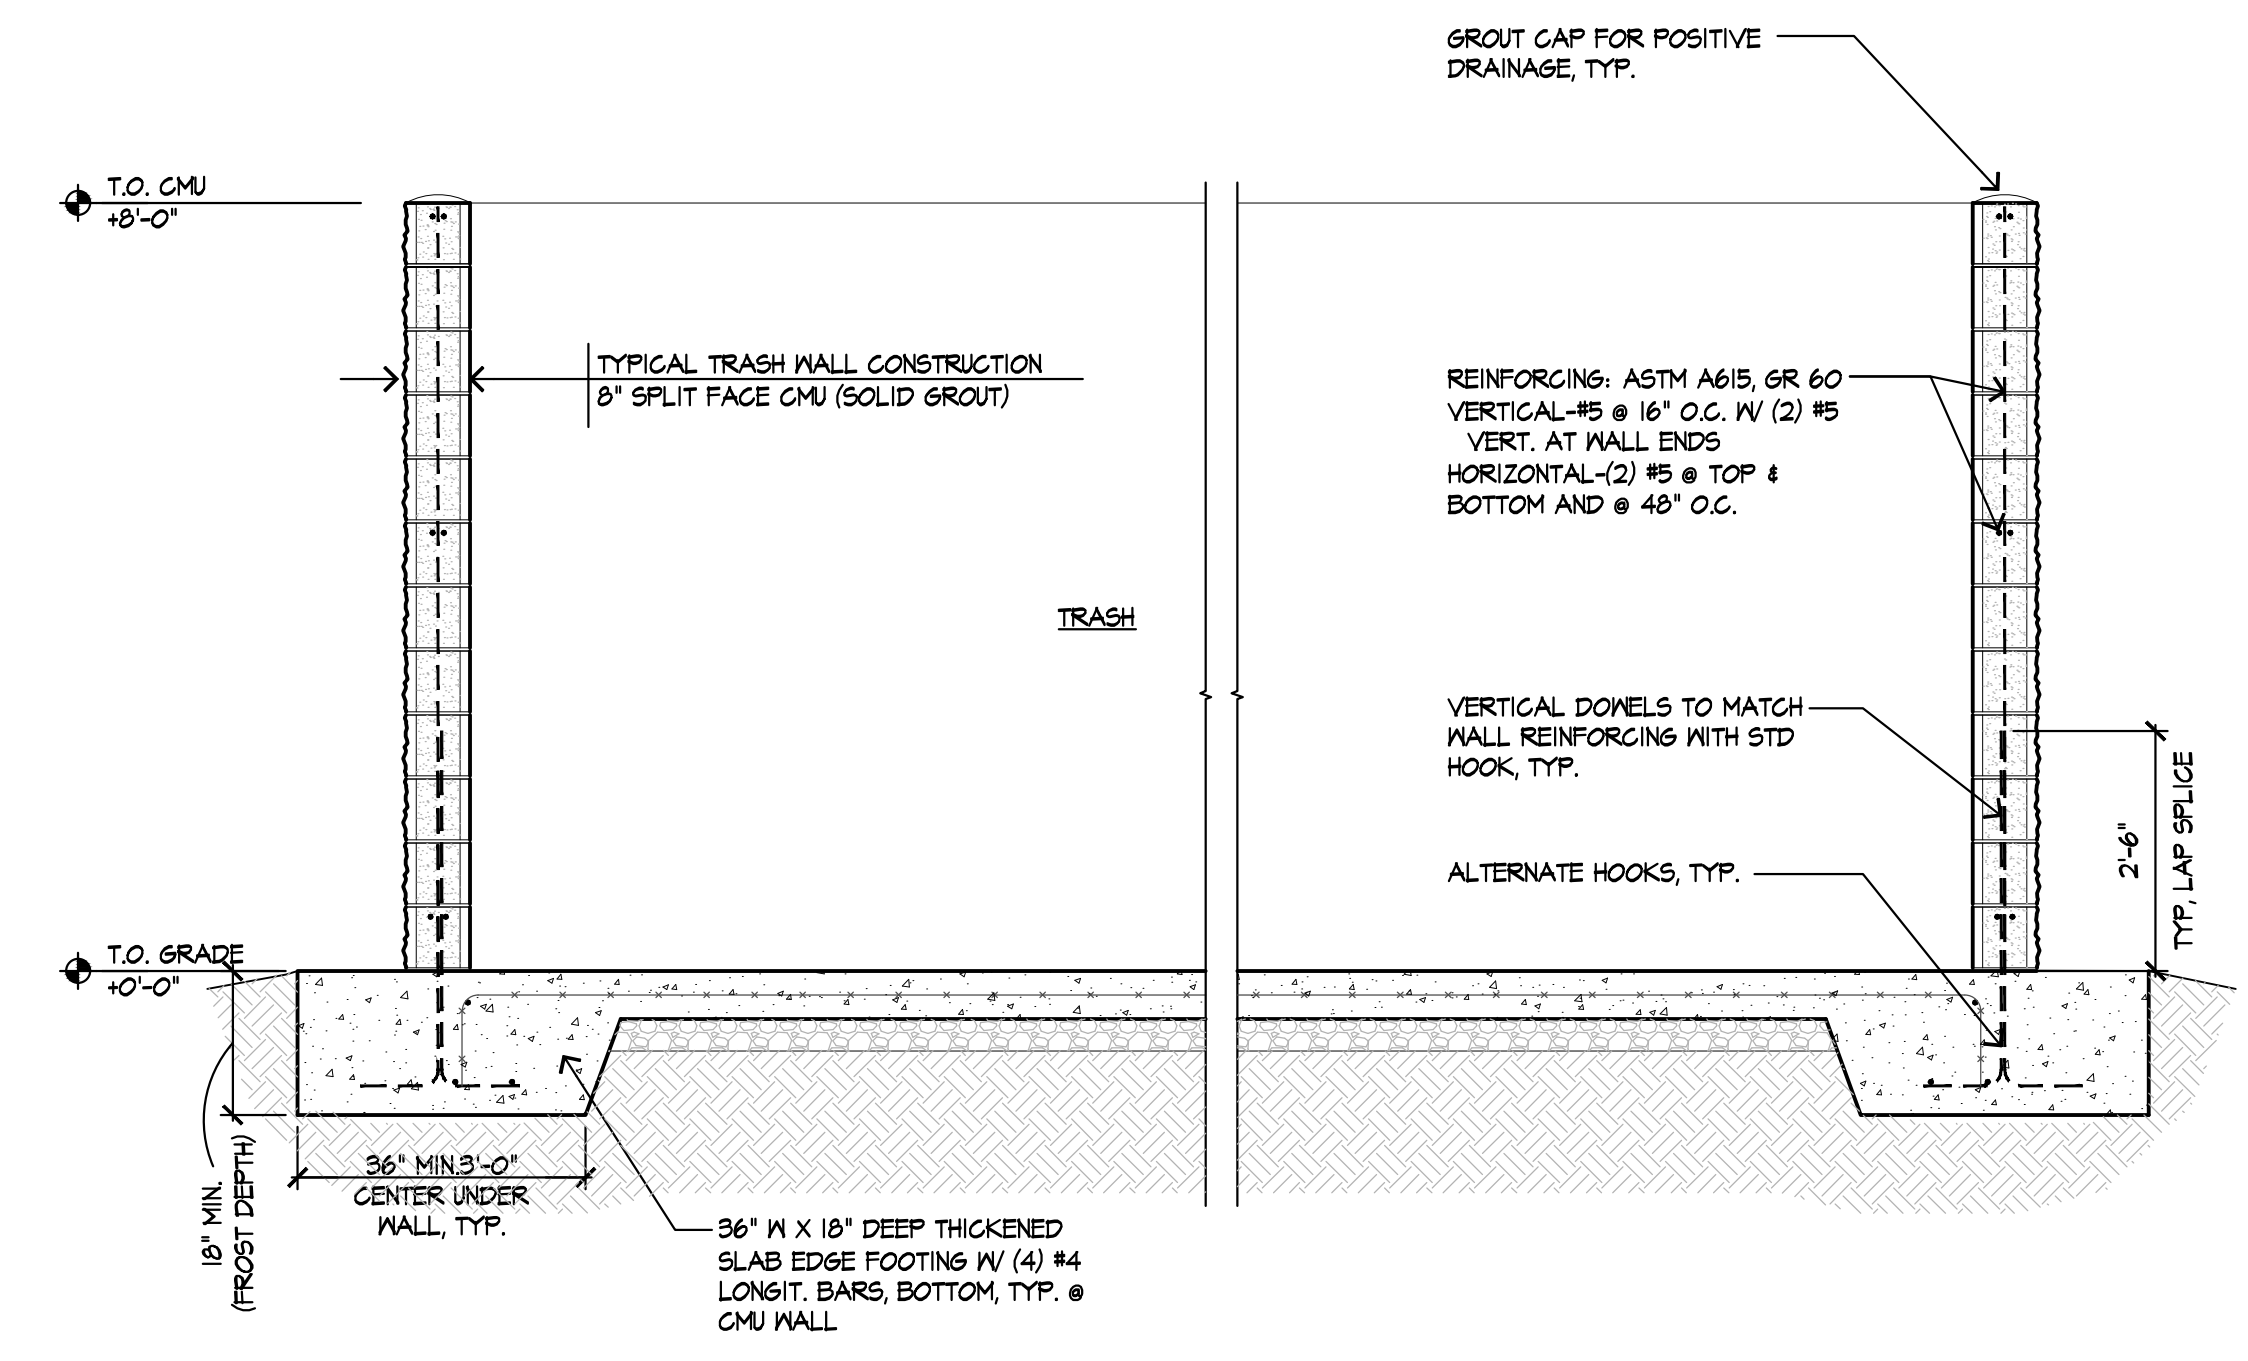 GROUT CAP FOR POSITIVE
DRAINAGE, TYP.
T.O. CMU
+8'-0"
TYPICAL TRASH WALL CONSTRUCTION
8" SPLIT FACE CMU (SOLID GROUT)
REINFORCING: ASTM A615, GR 60
VERTICAL-#5 @ 16" O.C. W/ (2) #5
VERT. AT WALL ENDS
HORIZONTAL-(2) #5 @ TOP &
BOTTOM AND @ 48" O.C.
TRASH
VERTICAL DOWELS TO MATCH
WALL REINFORCING WITH STD
HOOK, TYP.
2'-6"
TYP, LAP SPLICE
ALTERNATE HOOKS, TYP.
T.O. GRADE
+0'-0"
18" MIN.
(FROST DEPTH)
36" MIN.3'-0"
CENTER UNDER
WALL, TYP.
36" W X 18" DEEP THICKENED
SLAB EDGE FOOTING W/ (4) #4
LONGIT. BARS, BOTTOM, TYP. @
CMU WALL